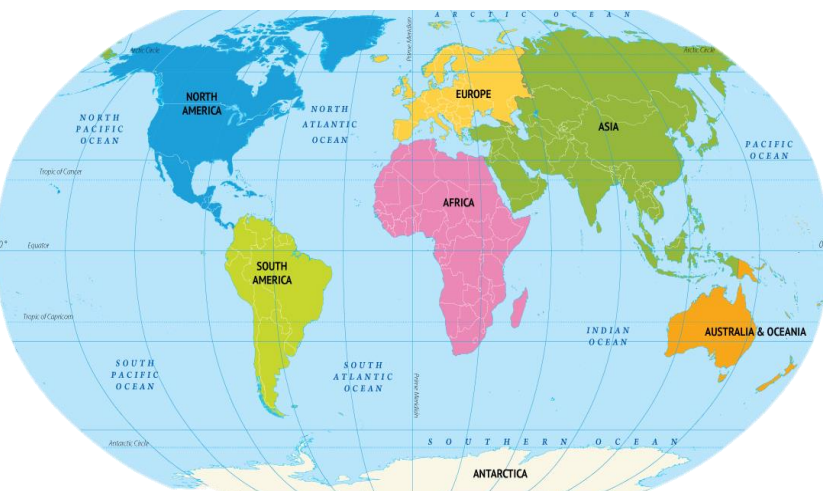 ARCTIC OCEAN
Prime Meridian
Arctic Circle
Arctic Circle
NORTH
AMERICA
EUROPE
ASIA
NORTH
PACIFIC
OCEAN
NORTH
ATLANTIC
OCEAN
PACIFIC
OCEAN
Tropic of Cancer
AFRICA
0°
Equator
0
SOUTH
AMERICA
Tropic of Capricorn
INDIAN
OCEAN
AUSTRALIA & OCEANIA
SOUTH
PACIFIC
OCEAN
SOUTH
ATLANTIC
OCEAN
Prime Meridian
Antarctic Circle
SOUTHERN OCEAN
ANTARCTICA